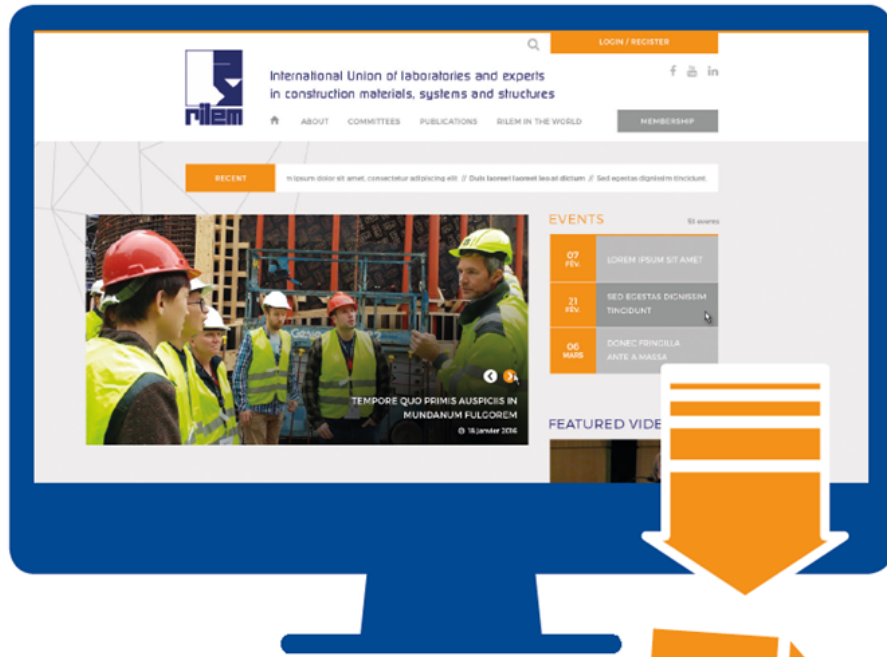 LOGIN / REGISTER
International Union of laboratories and experts
in construction materials, systems and structures
rilem
ABOUT COMMITTEES PUBLICATIONS RILEM IN THE WORLD MEMBERSHIP
RECENT
m ipsum dolor sit amet, consectetur adipiscing elit // Duis laoreet laoreet leo at dictum // Sed egestas dignissim tincidunt.
EVENTS
events
07
FÉV.
LOREM IPSUM SIT AMET
21
FÉV.
SED EGESTAS DIGNISSIM
TINCIDUNT
06
MARS
DONEC FRINGILLA
ANTE A MASSA
Genie
TEMPORE QUO PRIMIS AUSPICIIS IN
MUNDANUM FULGOREM
18 janvier 2016
FEATURED VIDE